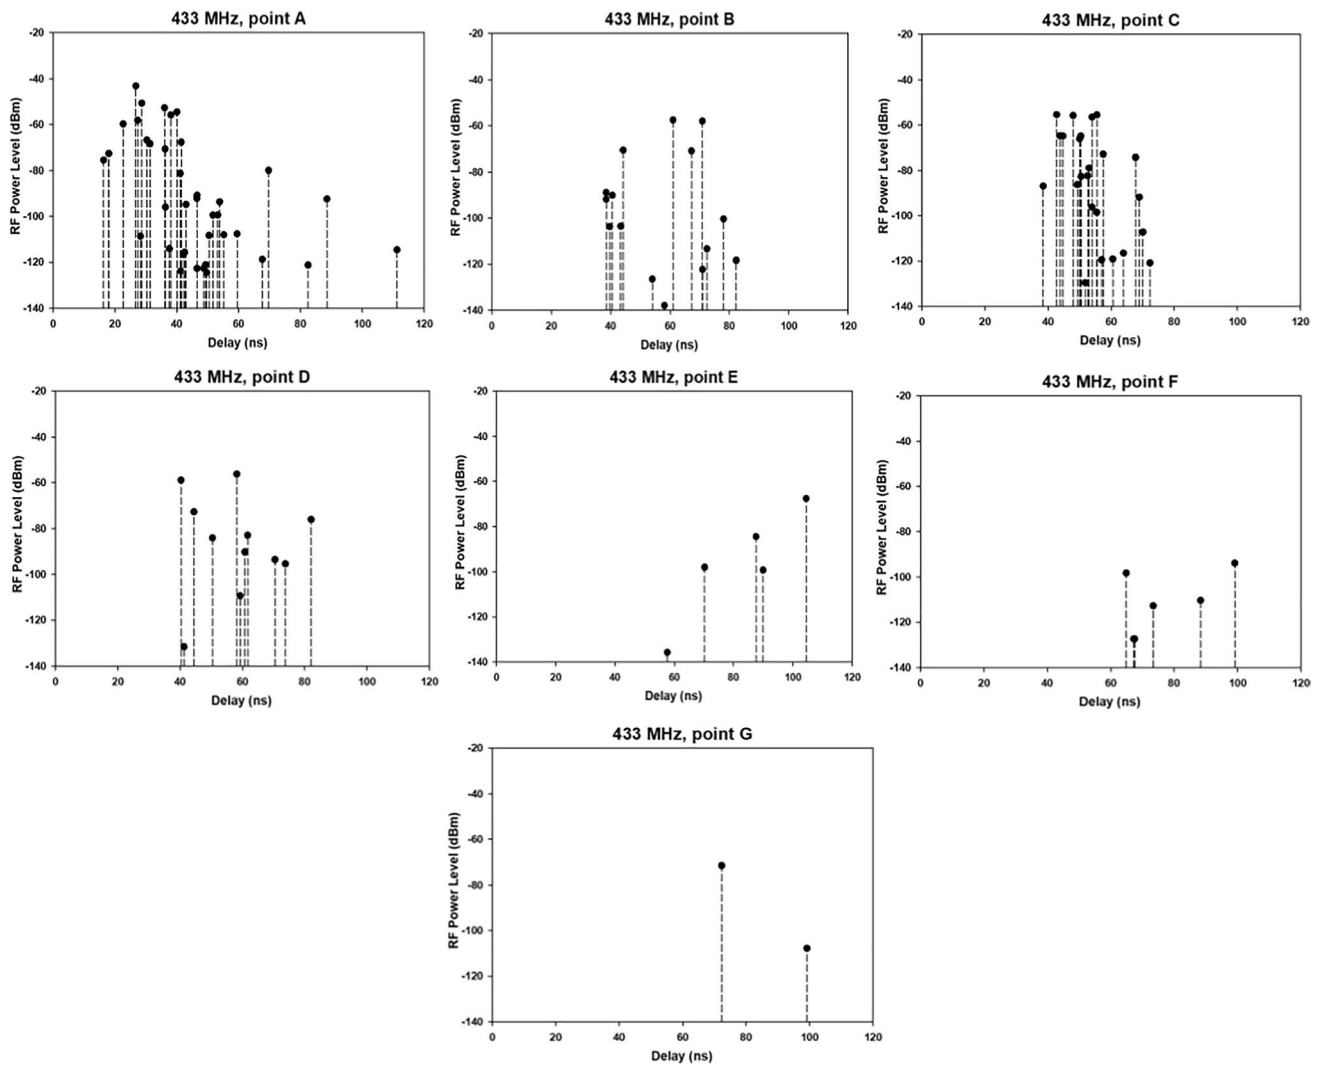 433 MHz, point A
-20
-40
-60
-80
-100
-120
-140
RF Power Level (dBm)
0 20 40 60 80 100 120
Delay (ns)
433 MHz, point B
-20
-40
-60
-80
-100
-120
-140
RF Power Level (dBm)
0 20 40 60 80 100 120
Delay (ns)
433 MHz, point C
-20
-40
-60
-80
-100
-120
-140
RF Power Level (dBm)
0 20 40 60 80 100 120
Delay (ns)
433 MHz, point D
-20
-40
-60
-80
-100
-120
-140
RF Power Level (dBm)
0 20 40 60 80 100 120
Delay (ns)
433 MHz, point E
-20
-40
-60
-80
-100
-120
-140
RF Power Level (dBm)
0 20 40 60 80 100 120
Delay (ns)
433 MHz, point F
-20
-40
-60
-80
-100
-120
-140
RF Power Level (dBm)
0 20 40 60 80 100 120
Delay (ns)
433 MHz, point G
-20
-40
-60
-80
-100
-120
-140
RF Power Level (dBm)
0 20 40 60 80 100 120
Delay (ns)